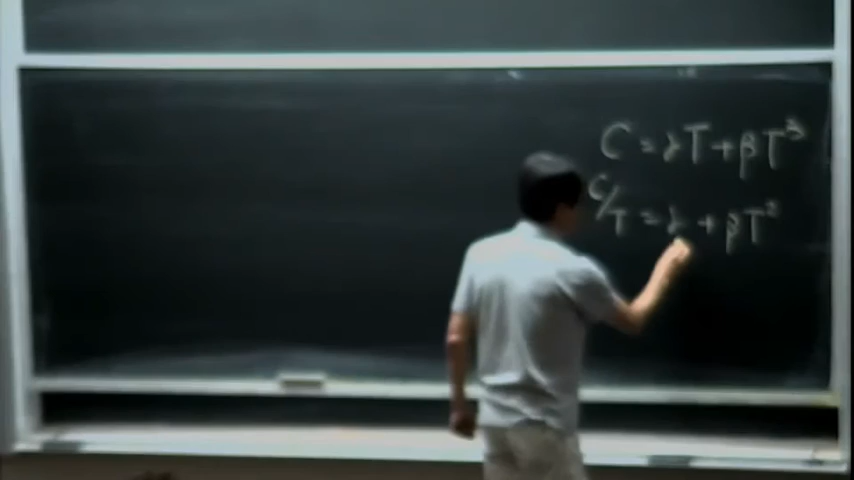 C = γT + βT³
C/T = γ + βT²